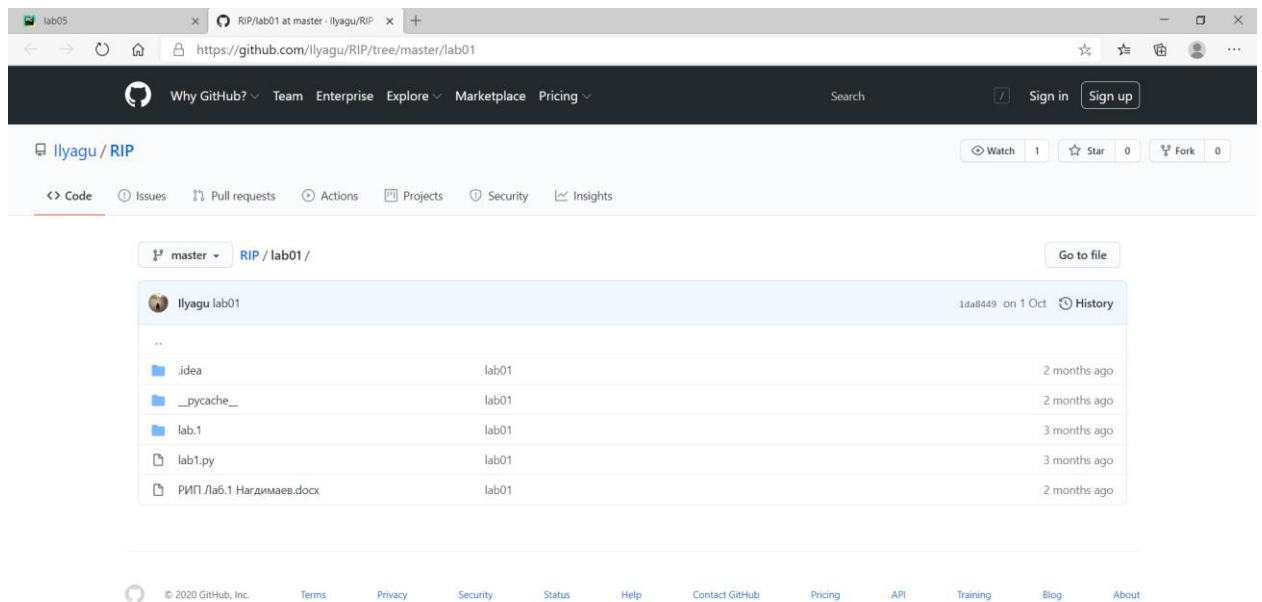 lab05 RIP/lab01 at master · Ilyagu/RIP
https://github.com/Ilyagu/RIP/tree/master/lab01
Why GitHub? Team Enterprise Explore Marketplace Pricing Search / Sign in Sign up
Ilyagu / RIP Watch 1 Star 0 Fork 0
<> Code Issues Pull requests Actions Projects Security Insights
master RIP / lab01 / Go to file
Ilyagu lab01 1da8449 on 1 Oct History
..
.idea lab01 2 months ago
__pycache__ lab01 2 months ago
lab.1 lab01 3 months ago
lab1.py lab01 3 months ago
РИП Лаб.1 Нагдимаев.docx lab01 2 months ago
© 2020 GitHub, Inc. Terms Privacy Security Status Help Contact GitHub Pricing API Training Blog About